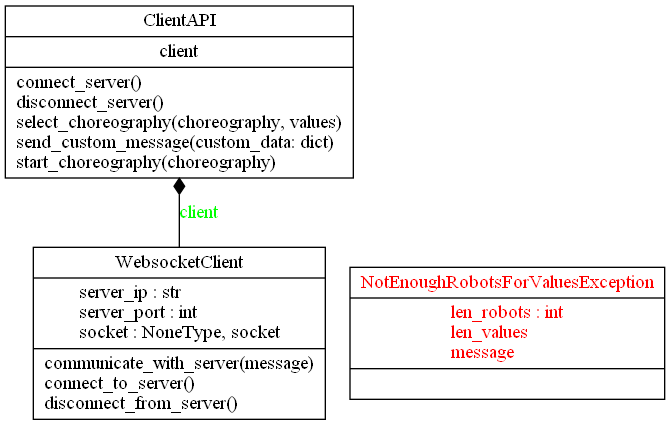 ClientAPI
client
connect_server()
disconnect_server()
select_choreography(choreography, values)
send_custom_message(custom_data: dict)
start_choreography(choreography)
client
WebsocketClient
server_ip : str
server_port : int
socket : NoneType, socket
communicate_with_server(message)
connect_to_server()
disconnect_from_server()
NotEnoughRobotsForValuesException
len_robots : int
len_values
message